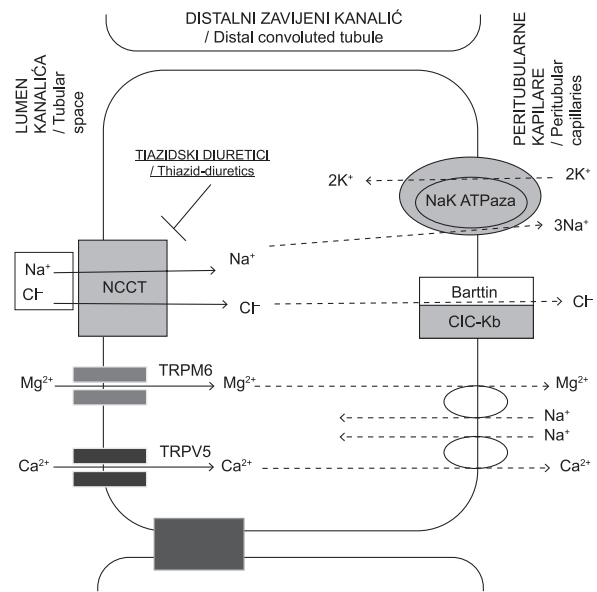 DISTALNI ZAVIJENI KANALIĆ
/ Distal convoluted tubule
LUMEN
KANALIĆA
/ Tubular
space
PERITUBULARNE
KAPILARE
/ Peritubular
capillaries
TIAZIDSKI DIURETICI
/ Thiazid-diuretics
2K⁺
2K⁺
NaK ATPaza
3Na⁺
Na⁺
Na⁺
NCCT
Cl⁻
Cl⁻
Barttin
CIC-Kb
Cl⁻
TRPM6
Mg²⁺
Mg²⁺
Mg²⁺
Na⁺
Na⁺
TRPV5
Ca²⁺
Ca²⁺
Ca²⁺